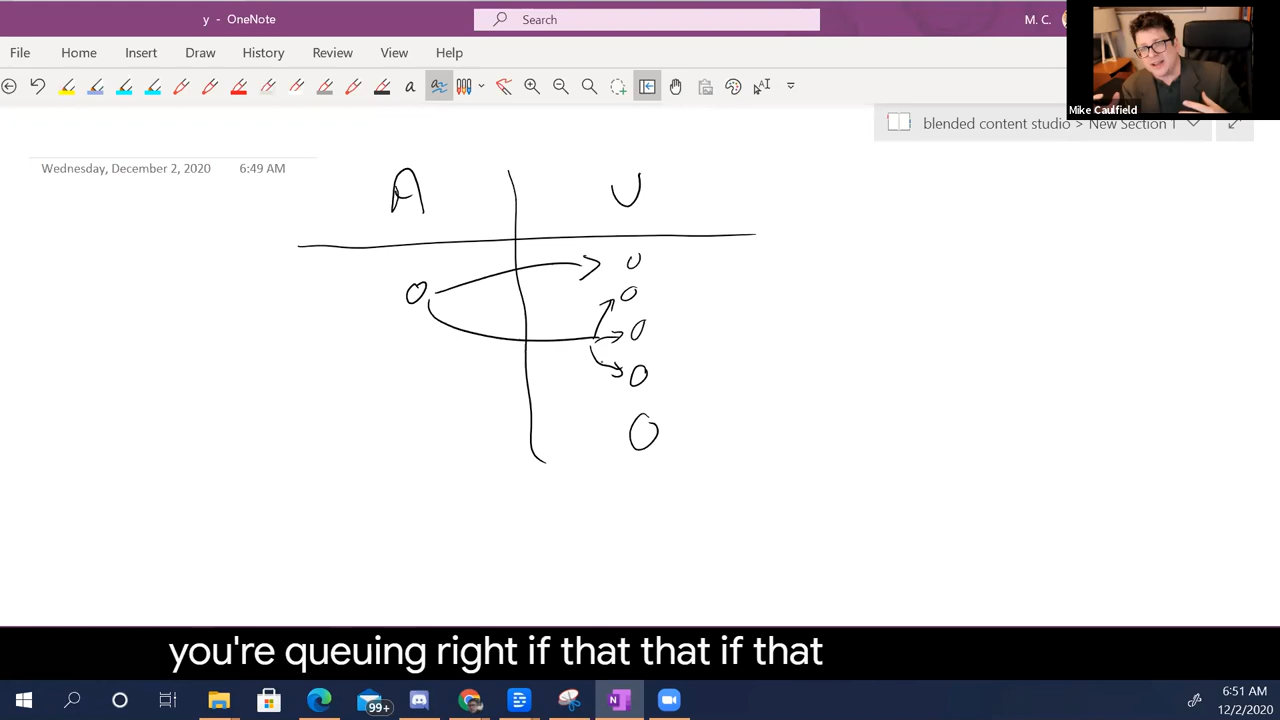 y - OneNote
Search
M. C.
File Home Insert Draw History Review View Help
Mike Caulfield
blended content studio > New Section 1
Wednesday, December 2, 2020 6:49 AM
A U
you're queuing right if that that if that
99+
6:51 AM
12/2/2020